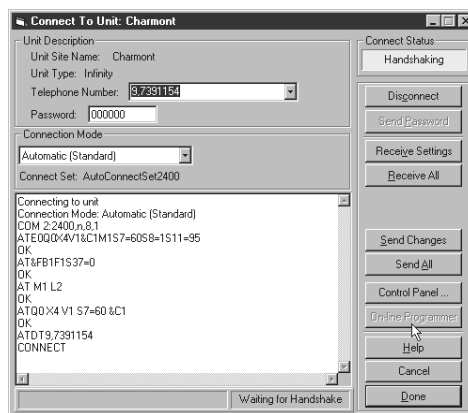 Connect To Unit: Charmont
Unit Description
Unit Site Name: Charmont
Unit Type: Infinity
Telephone Number: 9,7391154
Password: 000000
Connection Mode
Automatic (Standard)
Connect Set: AutoConnectSet2400
Connecting to unit
Connection Mode: Automatic (Standard)
COM 2:2400,n,8,1
ATE0Q0X4V1&C1M1S7=60S8=1S11=95
OK
AT&FB1F1S37=0
OK
AT M1 L2
OK
ATQ0 X4 V1 S7=60 &C1
OK
ATDT9,7391154
CONNECT
Waiting for Handshake
Connect Status
Handshaking
Disconnect
Send Password
Receive Settings
Receive All
Send Changes
Send All
Control Panel ...
On-line Programmer
Help
Cancel
Done